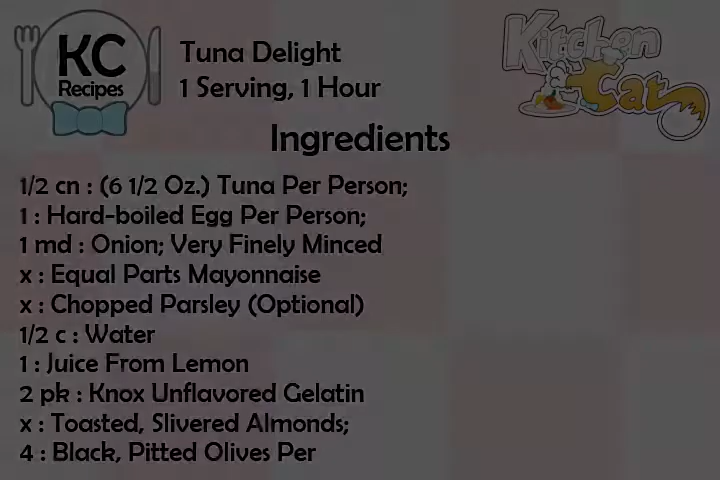 KC
Recipes
Tuna Delight
1 Serving, 1 Hour
Kitchen
Cat
Ingredients
1/2 cn : (6 1/2 Oz.) Tuna Per Person;
1 : Hard-boiled Egg Per Person;
1 md : Onion; Very Finely Minced
x : Equal Parts Mayonnaise
x : Chopped Parsley (Optional)
1/2 c : Water
1 : Juice From Lemon
2 pk : Knox Unflavored Gelatin
x : Toasted, Slivered Almonds;
4 : Black, Pitted Olives Per